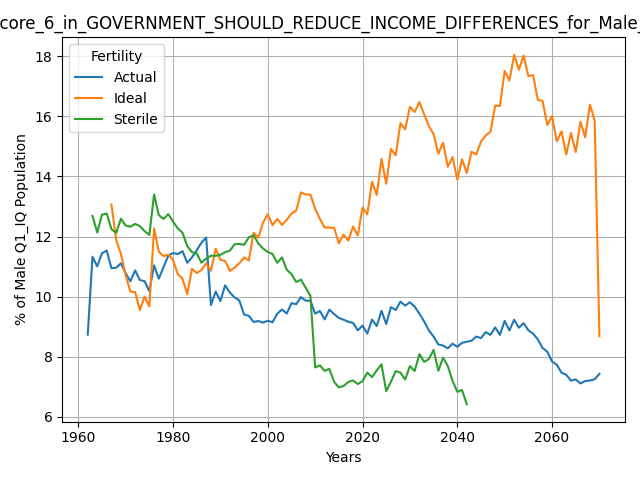 core_6_in_GOVERNMENT_SHOULD_REDUCE_INCOME_DIFFERENCES_for_Male_
18
16
14
12
10
8
6
% of Male Q1_IQ Population
Fertility
Actual
Ideal
Sterile
1960 1980 2000 2020 2040 2060
Years